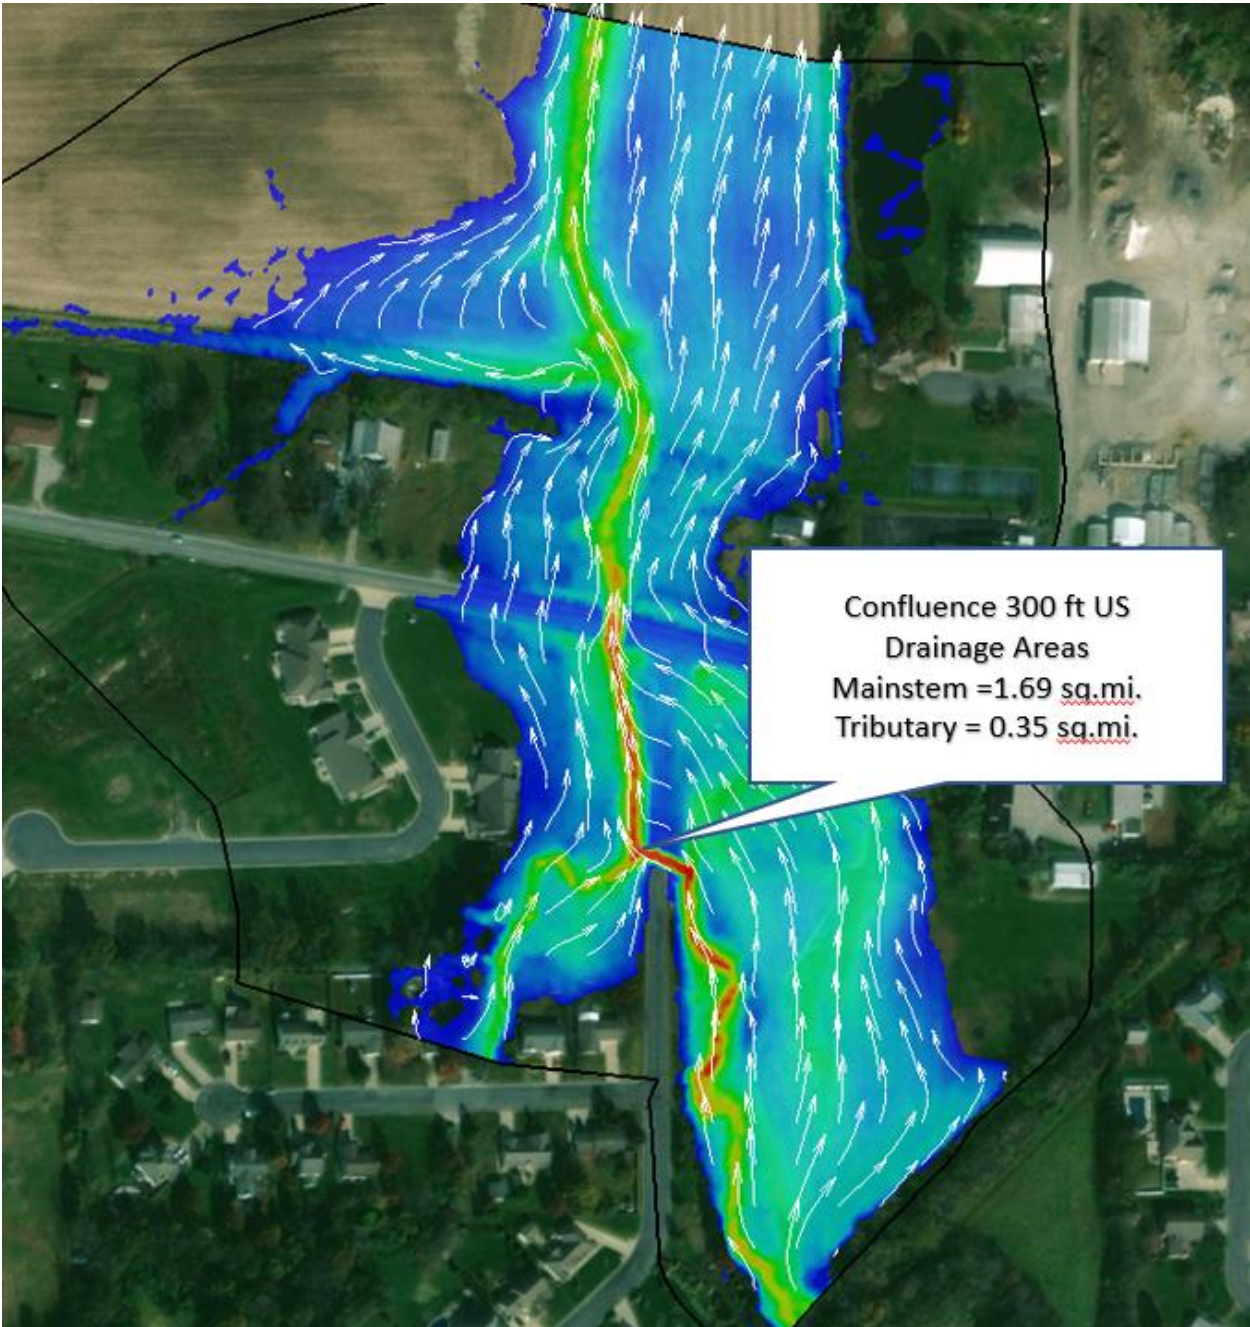 Confluence 300 ft US
Drainage Areas
Mainstem =1.69 sq.mi.
Tributary = 0.35 sq.mi.